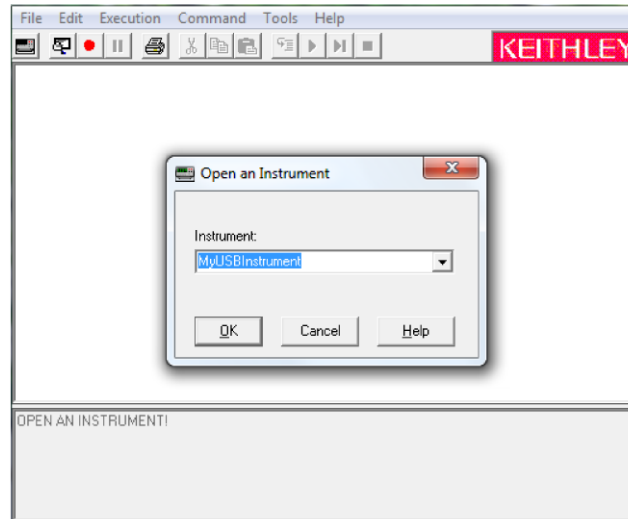 File Edit Execution Command Tools Help
KEITHLEY
Open an Instrument
Instrument:
MyUSBInstrument
OK Cancel Help
OPEN AN INSTRUMENT!